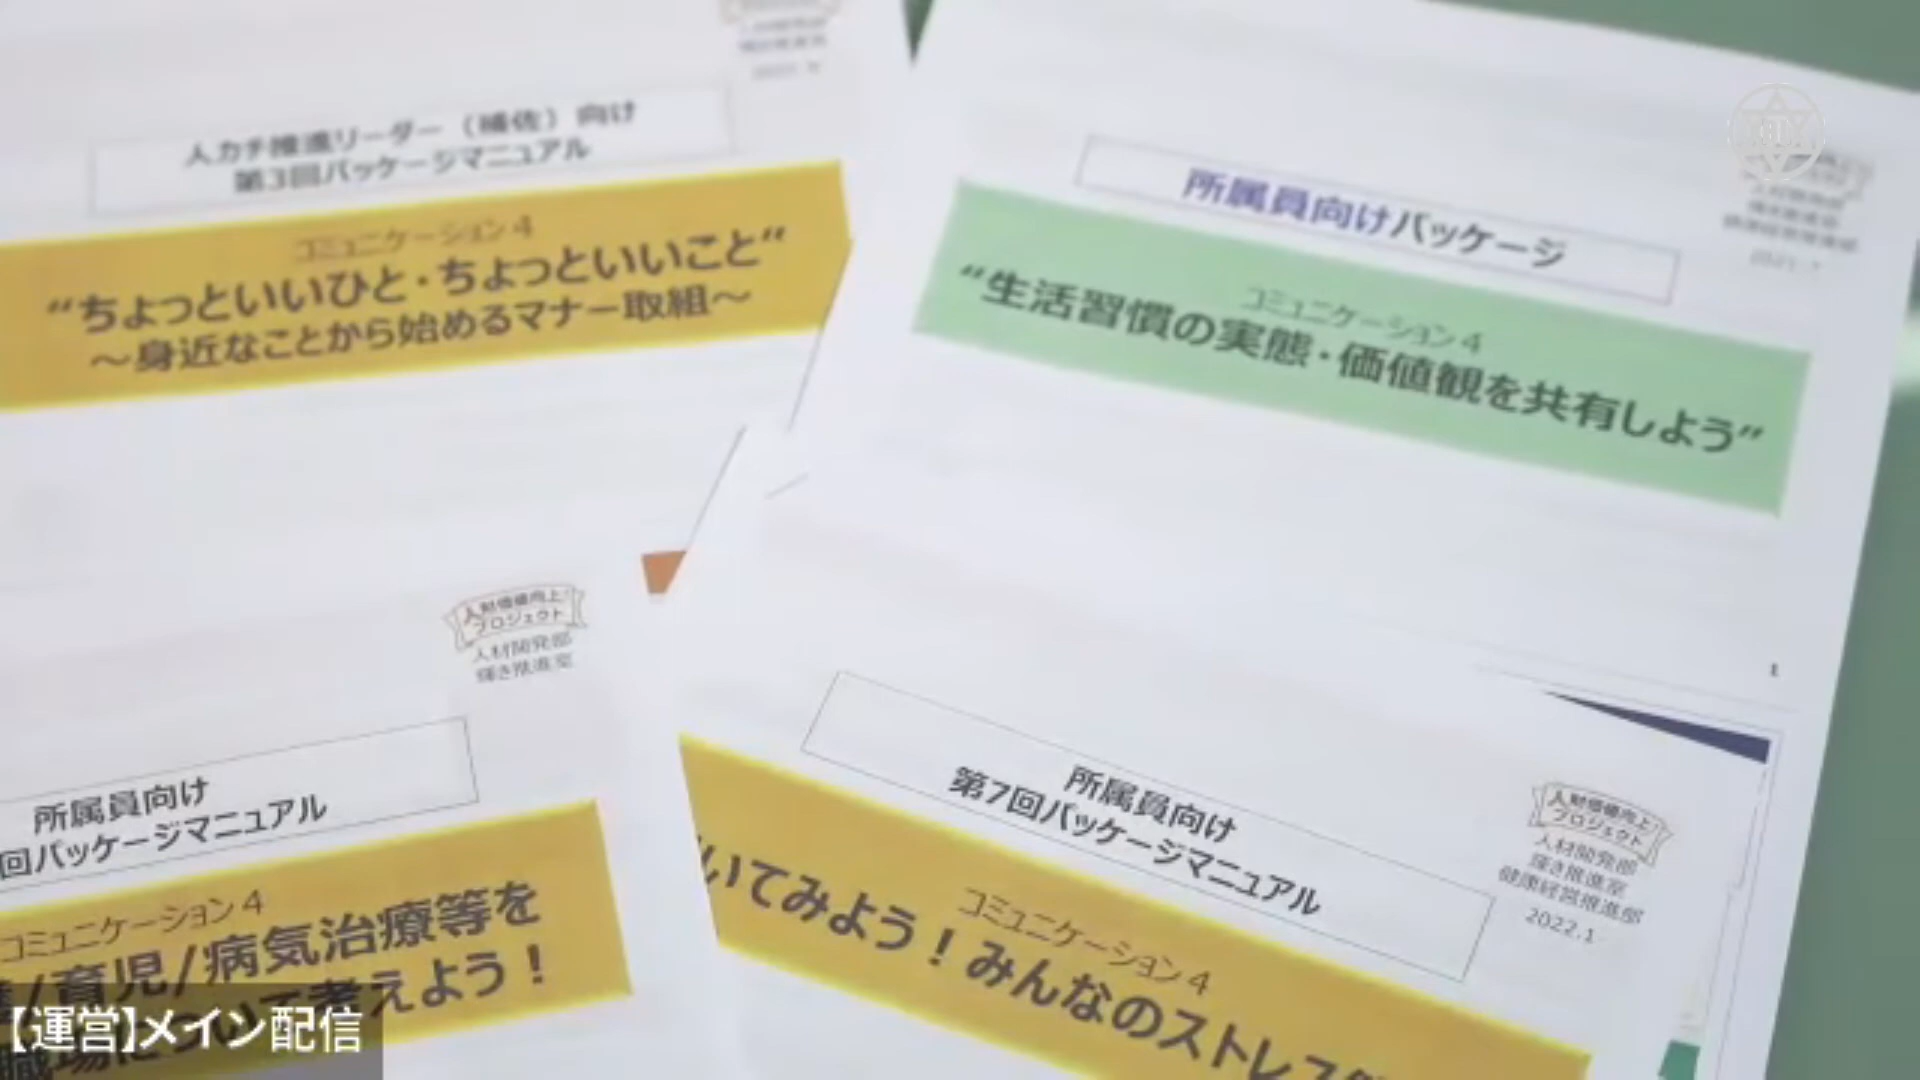 人カチ推進リーダー（補佐）向け
第3回パッケージマニュアル
コミュニケーション4
“ちょっといいひと・ちょっといいこと“
～身近なことから始めるマナー取組～
所属員向けパッケージ
コミュニケーション4
“生活習慣の実態・価値観を共有しよう”
1
人財価値向上
プロジェクト
人材開発部
輝き推進室
所属員向け
回パッケージマニュアル
コミュニケーション4
/育児/病気治療等を
職場について考えよう！
所属員向け
第7回パッケージマニュアル
コミュニケーション4
いてみよう！みんなのストレス
人財価値向上
プロジェクト
人材開発部
輝き推進室
健康経営推進部
2022.1
【運営】メイン配信